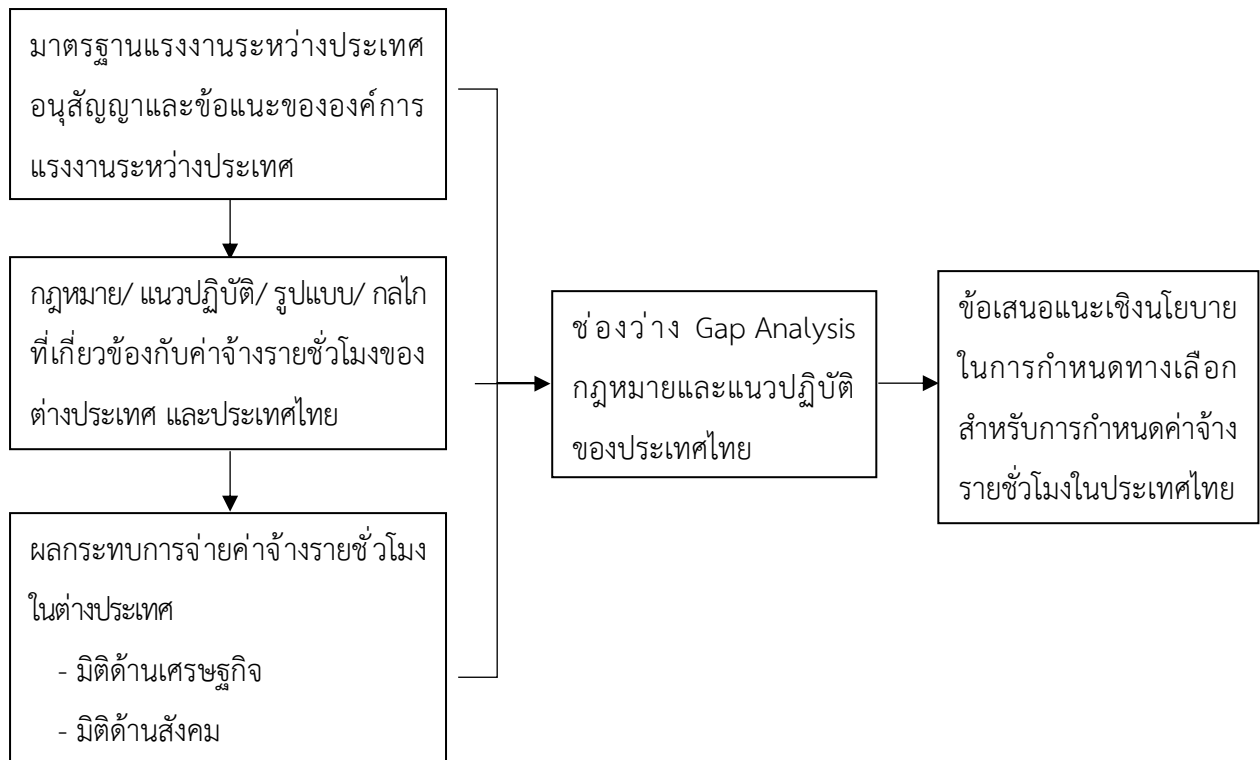 มาตรฐานแรงงานระหว่างประเทศ
อนุสัญญาและข้อแนะขององค์การ
แรงงานระหว่างประเทศ
กฎหมาย/ แนวปฏิบัติ/ รูปแบบ/ กลไก
ที่เกี่ยวข้องกับค่าจ้างรายชั่วโมงของ
ต่างประเทศ และประเทศไทย
ผลกระทบการจ่ายค่าจ้างรายชั่วโมง
ในต่างประเทศ
- มิติด้านเศรษฐกิจ
- มิติด้านสังคม
ช่องว่าง Gap Analysis
กฎหมายและแนวปฏิบัติ
ของประเทศไทย
ข้อเสนอแนะเชิงนโยบาย
ในการกำหนดทางเลือก
สำหรับการกำหนดค่าจ้าง
รายชั่วโมงในประเทศไทย